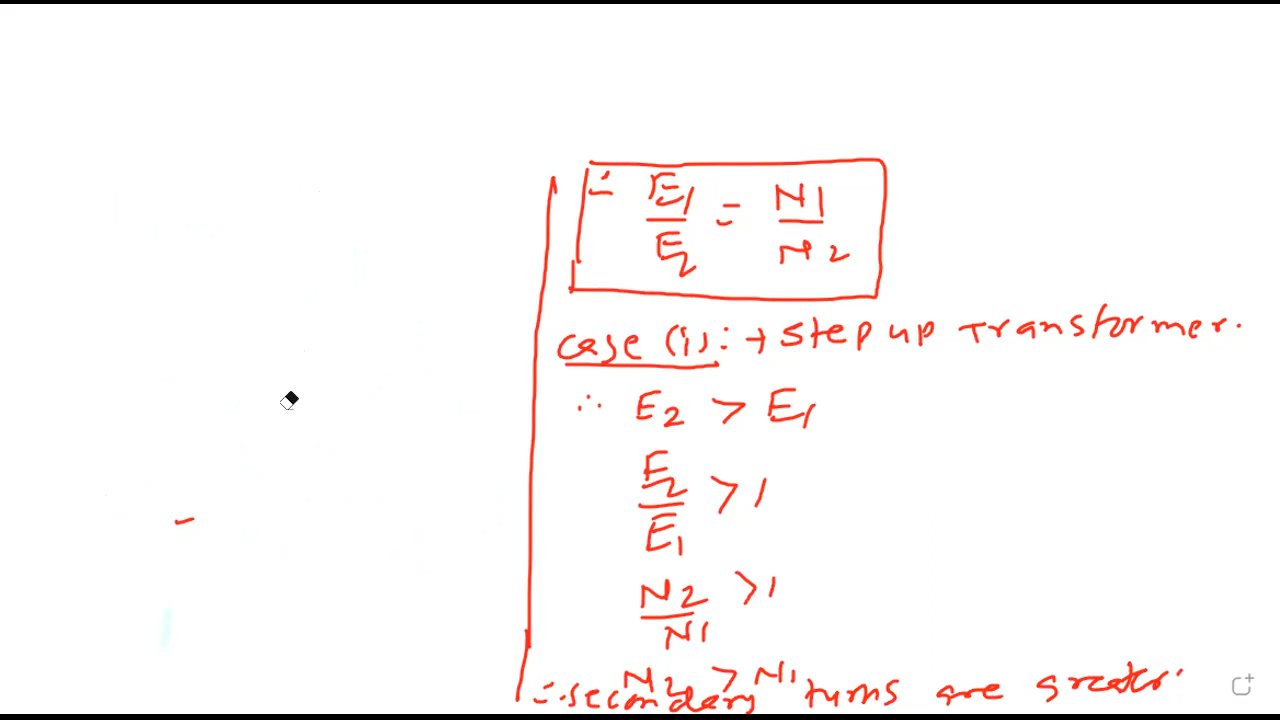 ∴ E1/E2 = N1/N2
case (i): → step up Transformer.
∴ E2 > E1
E2/E1 > 1
N2/N1 > 1
N2 > N1
∴ secondary turns are greater.